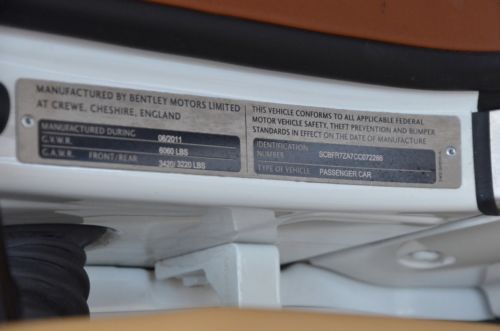 MANUFACTURED BY BENTLEY MOTORS LIMITED
AT CREWE, CHESHIRE, ENGLAND
MANUFACTURED DURING 06/2011
G.V.W.R. 6060 LBS
G.A.W.R. FRONT/REAR 3420/ 3220 LBS
THIS VEHICLE CONFORMS TO ALL APPLICABLE FEDERAL
MOTOR VEHICLE SAFETY, THEFT PREVENTION AND BUMPER
STANDARDS IN EFFECT ON THE DATE OF MANUFACTURE
IDENTIFICATION
NUMBER SCBFR7ZA7CC072266
TYPE OF VEHICLE PASSENGER CAR